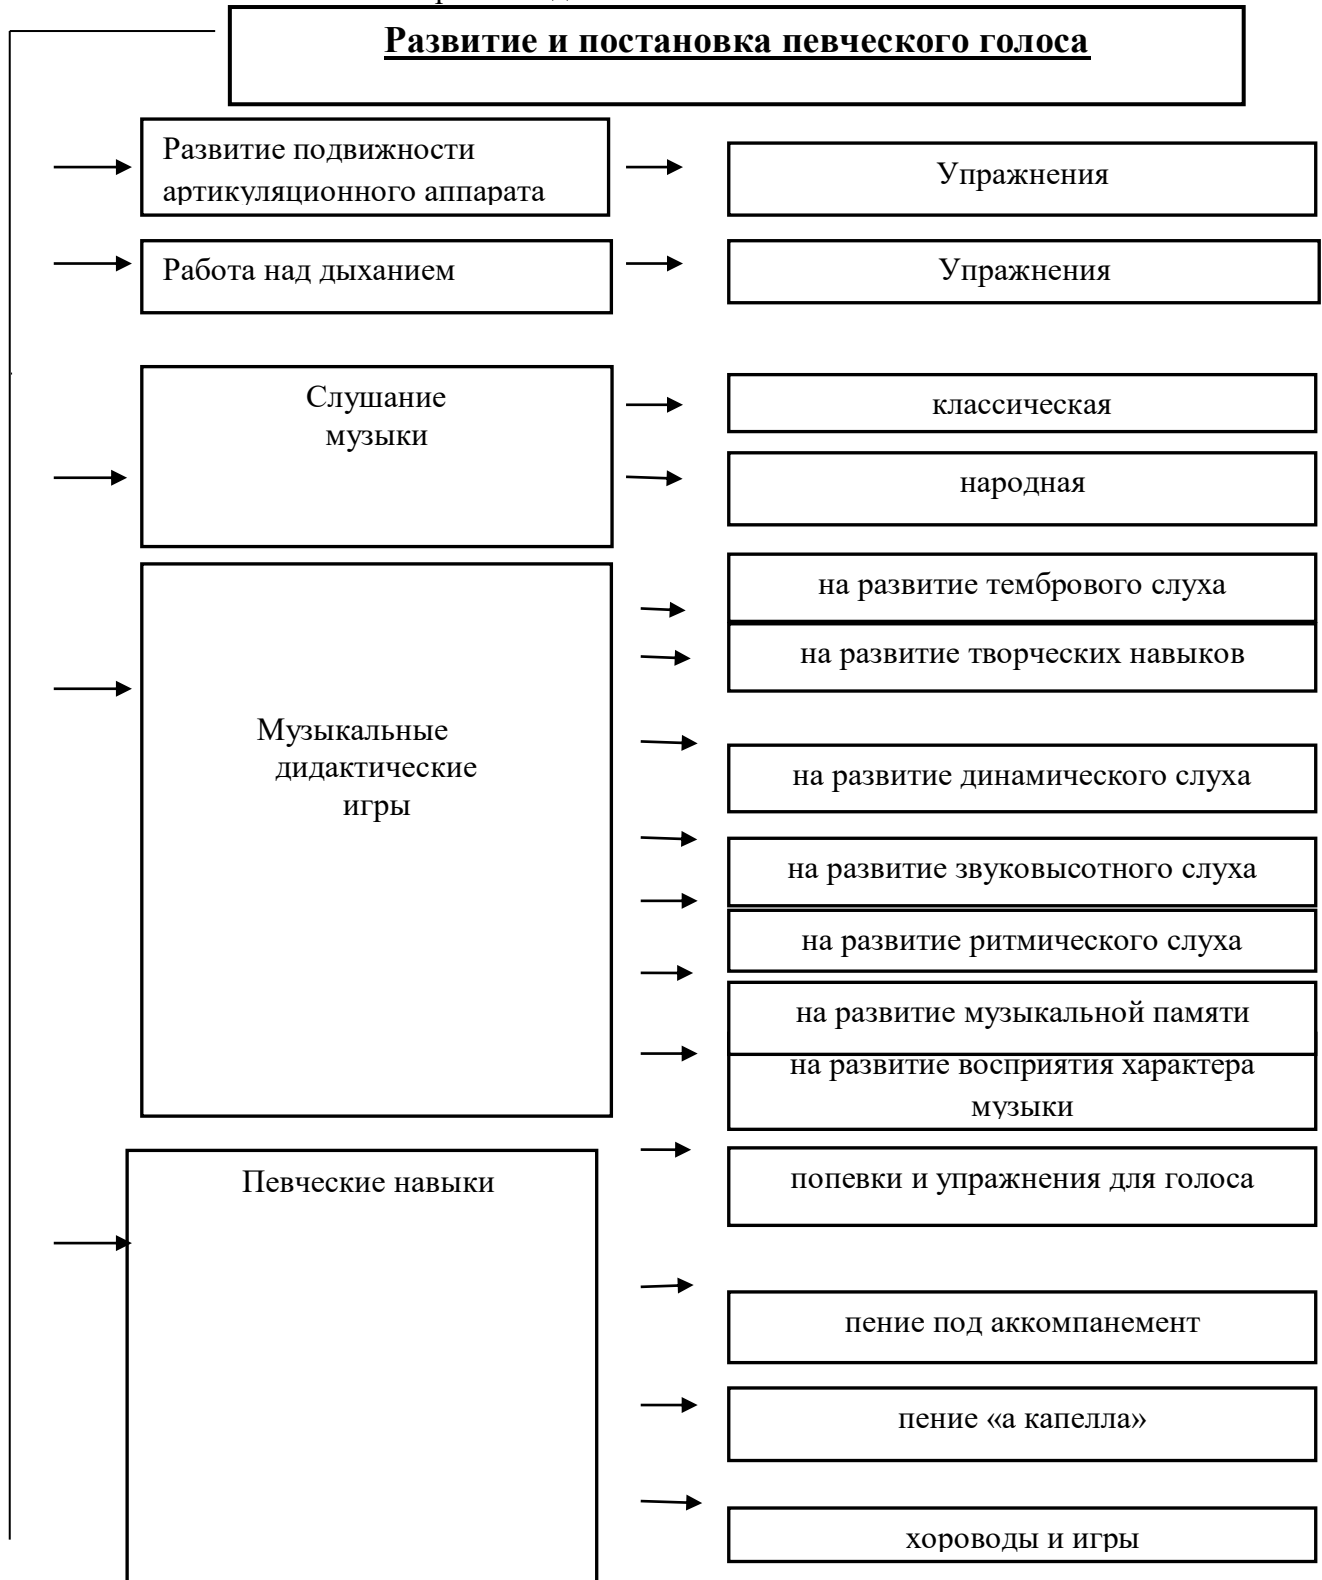 Развитие и постановка певческого голоса
Развитие подвижности
артикуляционного аппарата
Упражнения
Работа над дыханием
Упражнения
Слушание
музыки
классическая
народная
Музыкальные
дидактические
игры
на развитие тембрового слуха
на развитие творческих навыков
на развитие динамического слуха
на развитие звуковысотного слуха
на развитие ритмического слуха
на развитие музыкальной памяти
на развитие восприятия характера
музыки
Певческие навыки
попевки и упражнения для голоса
пение под аккомпанемент
пение «а капелла»
хороводы и игры